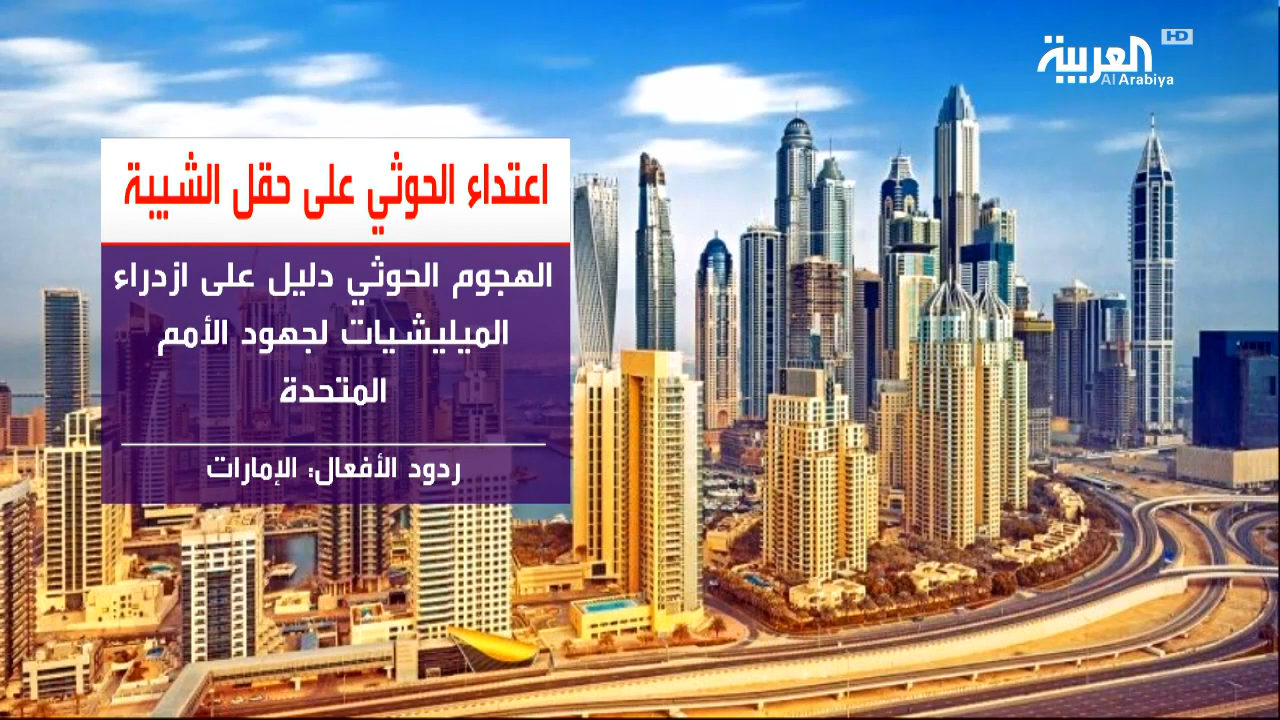 HD
العربية
Al Arabiya
اعتداء الحوثي على حقل الشيبة
الهجوم الحوثي دليل على ازدراء
الميليشيات لجهود الأمم
المتحدة
ردود الأفعال: الإمارات